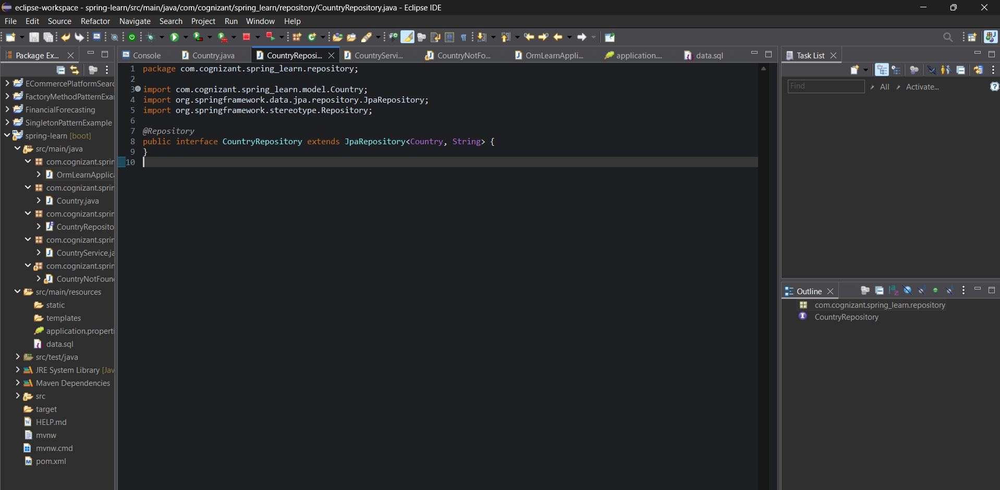 eclipse-workspace - spring-learn/src/main/java/com/cognizant/spring_learn/repository/CountryRepository.java - Eclipse IDE
File Edit Source Refactor Navigate Search Project Run Window Help
Package Ex...
Console Country.java CountryReposi... CountryServi... CountryNotFo... OrmLearnAppli... application.... data.sql
Task List
Find All Activate...
ECommercePlatformSearc
FactoryMethodPatternExa
FinancialForecasting
SingletonPatternExample
spring-learn [boot]
src/main/java
com.cognizant.sprin
OrmLearnApplica
com.cognizant.sprin
Country.java
com.cognizant.sprin
CountryReposito
com.cognizant.sprin
CountryService.ja
com.cognizant.sprin
CountryNotFoun
src/main/resources
static
templates
application.properti
data.sql
src/test/java
JRE System Library [Jav
Maven Dependencies
src
target
HELP.md
mvnw
mvnw.cmd
pom.xml
1 package com.cognizant.spring_learn.repository;
2
3 import com.cognizant.spring_learn.model.Country;
4 import org.springframework.data.jpa.repository.JpaRepository;
5 import org.springframework.stereotype.Repository;
6
7 @Repository
8 public interface CountryRepository extends JpaRepository<Country, String> {
9 }
10
Outline
com.cognizant.spring_learn.repository
CountryRepository